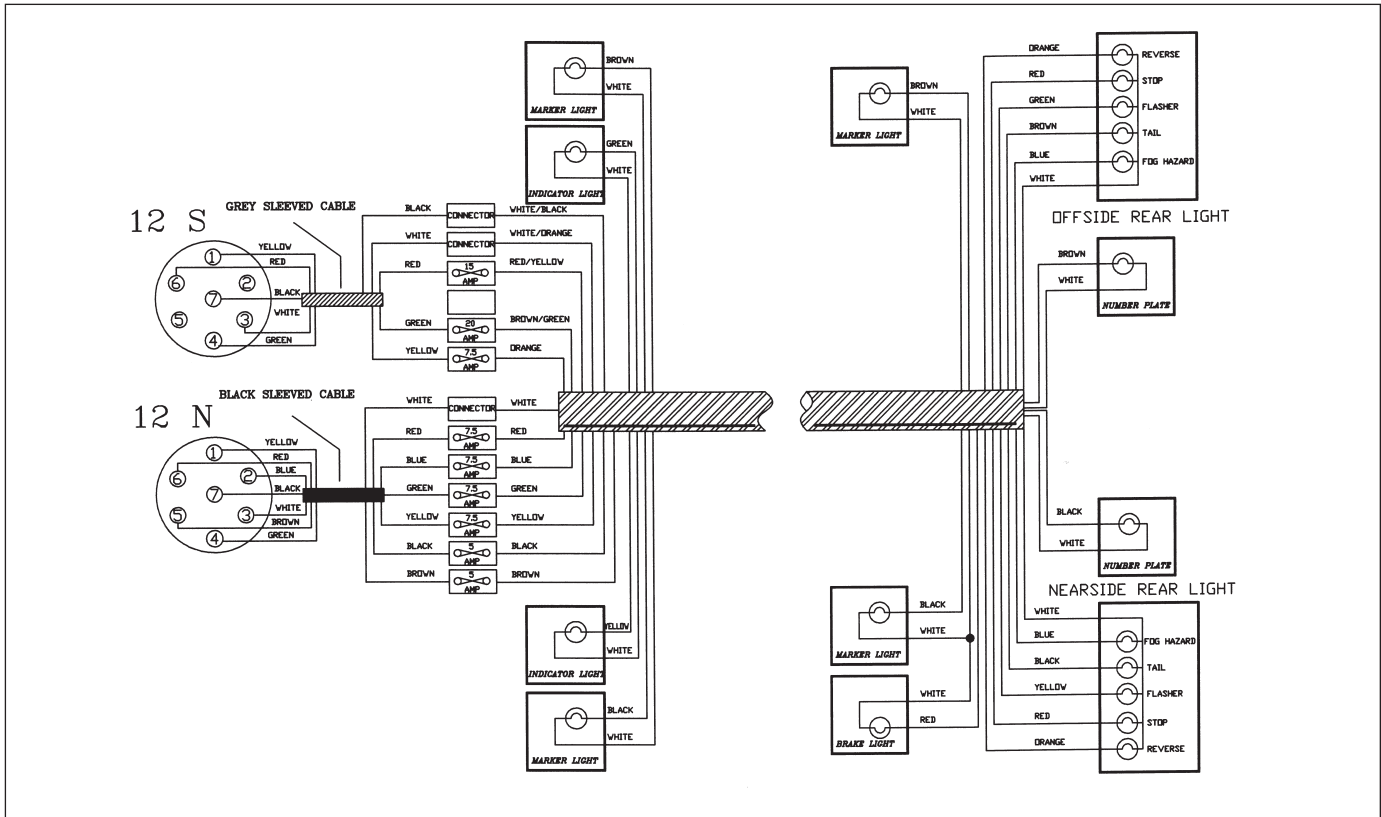 BROWN
WHITE
MARKER LIGHT
GREEN
WHITE
INDICATOR LIGHT
12 S
GREY SLEEVED CABLE
YELLOW
RED
BLACK
WHITE
GREEN
1
2
3
4
5
6
7
BLACK
CONNECTOR
WHITE/BLACK
WHITE
CONNECTOR
WHITE/ORANGE
RED
15
AMP
RED/YELLOW
GREEN
20
AMP
BROWN/GREEN
YELLOW
7.5
AMP
ORANGE
12 N
BLACK SLEEVED CABLE
YELLOW
RED
BLUE
BLACK
WHITE
BROWN
GREEN
1
2
3
4
5
6
7
WHITE
CONNECTOR
WHITE
RED
7.5
AMP
RED
BLUE
7.5
AMP
BLUE
GREEN
7.5
AMP
GREEN
YELLOW
7.5
AMP
YELLOW
BLACK
5
AMP
BLACK
BROWN
5
AMP
BROWN
YELLOW
WHITE
INDICATOR LIGHT
BLACK
WHITE
MARKER LIGHT
BROWN
WHITE
MARKER LIGHT
ORANGE
REVERSE
RED
STOP
GREEN
FLASHER
BROWN
TAIL
BLUE
FOG HAZARD
WHITE
OFFSIDE REAR LIGHT
BROWN
WHITE
NUMBER PLATE
BLACK
WHITE
NUMBER PLATE
NEARSIDE REAR LIGHT
BLACK
WHITE
MARKER LIGHT
WHITE
RED
BRAKE LIGHT
WHITE
BLUE
FOG HAZARD
BLACK
TAIL
YELLOW
FLASHER
RED
STOP
ORANGE
REVERSE